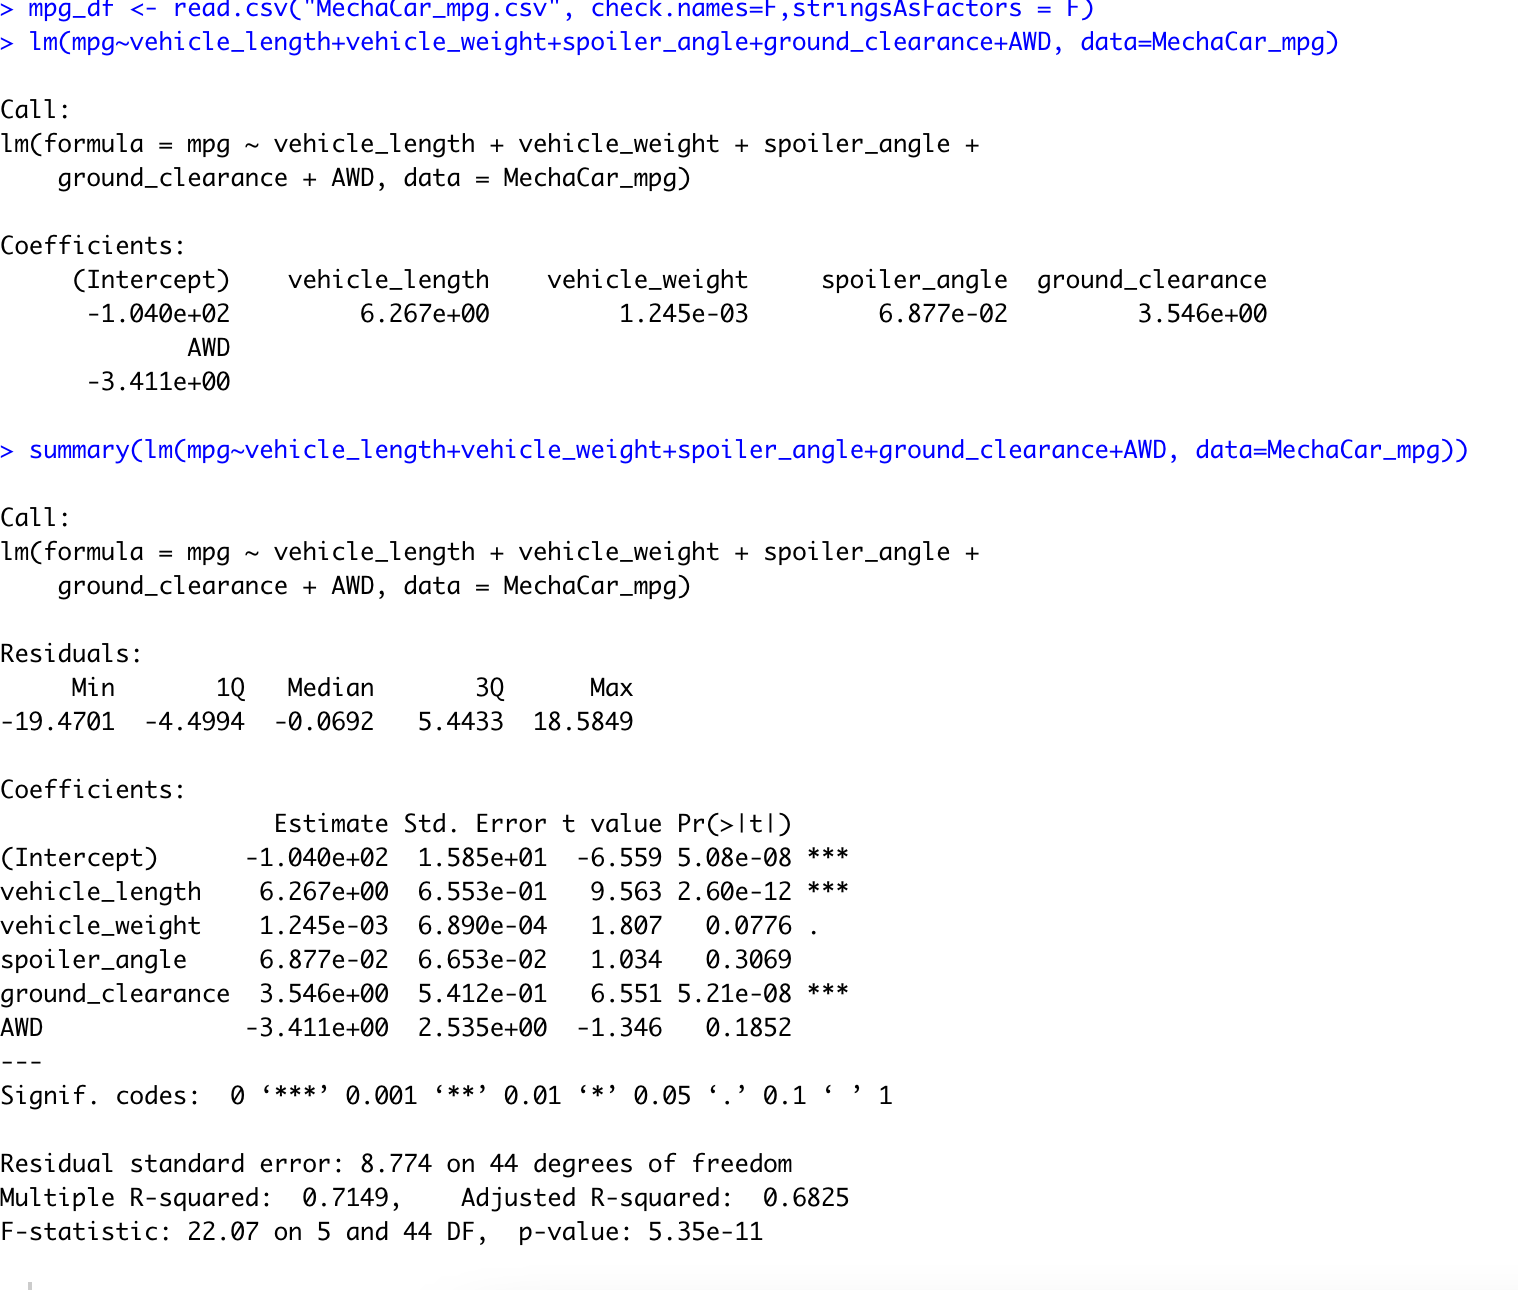 > mpg_df <- read.csv("MechaCar_mpg.csv", check.names=F,stringsAsFactors = F)
> lm(mpg~vehicle_length+vehicle_weight+spoiler_angle+ground_clearance+AWD, data=MechaCar_mpg)
Call:
lm(formula = mpg ~ vehicle_length + vehicle_weight + spoiler_angle +
    ground_clearance + AWD, data = MechaCar_mpg)
Coefficients:
     (Intercept)    vehicle_length    vehicle_weight     spoiler_angle  ground_clearance
      -1.040e+02         6.267e+00         1.245e-03         6.877e-02         3.546e+00
             AWD
      -3.411e+00
> summary(lm(mpg~vehicle_length+vehicle_weight+spoiler_angle+ground_clearance+AWD, data=MechaCar_mpg))
Call:
lm(formula = mpg ~ vehicle_length + vehicle_weight + spoiler_angle +
    ground_clearance + AWD, data = MechaCar_mpg)
Residuals:
     Min       1Q   Median       3Q      Max
-19.4701  -4.4994  -0.0692   5.4433  18.5849
Coefficients:
                   Estimate Std. Error t value Pr(>|t|)
(Intercept)      -1.040e+02  1.585e+01  -6.559 5.08e-08 ***
vehicle_length    6.267e+00  6.553e-01   9.563 2.60e-12 ***
vehicle_weight    1.245e-03  6.890e-04   1.807   0.0776 .
spoiler_angle     6.877e-02  6.653e-02   1.034   0.3069
ground_clearance  3.546e+00  5.412e-01   6.551 5.21e-08 ***
AWD              -3.411e+00  2.535e+00  -1.346   0.1852
---
Signif. codes:  0 ‘***’ 0.001 ‘**’ 0.01 ‘*’ 0.05 ‘.’ 0.1 ‘ ’ 1
Residual standard error: 8.774 on 44 degrees of freedom
Multiple R-squared:  0.7149,    Adjusted R-squared:  0.6825
F-statistic: 22.07 on 5 and 44 DF,  p-value: 5.35e-11